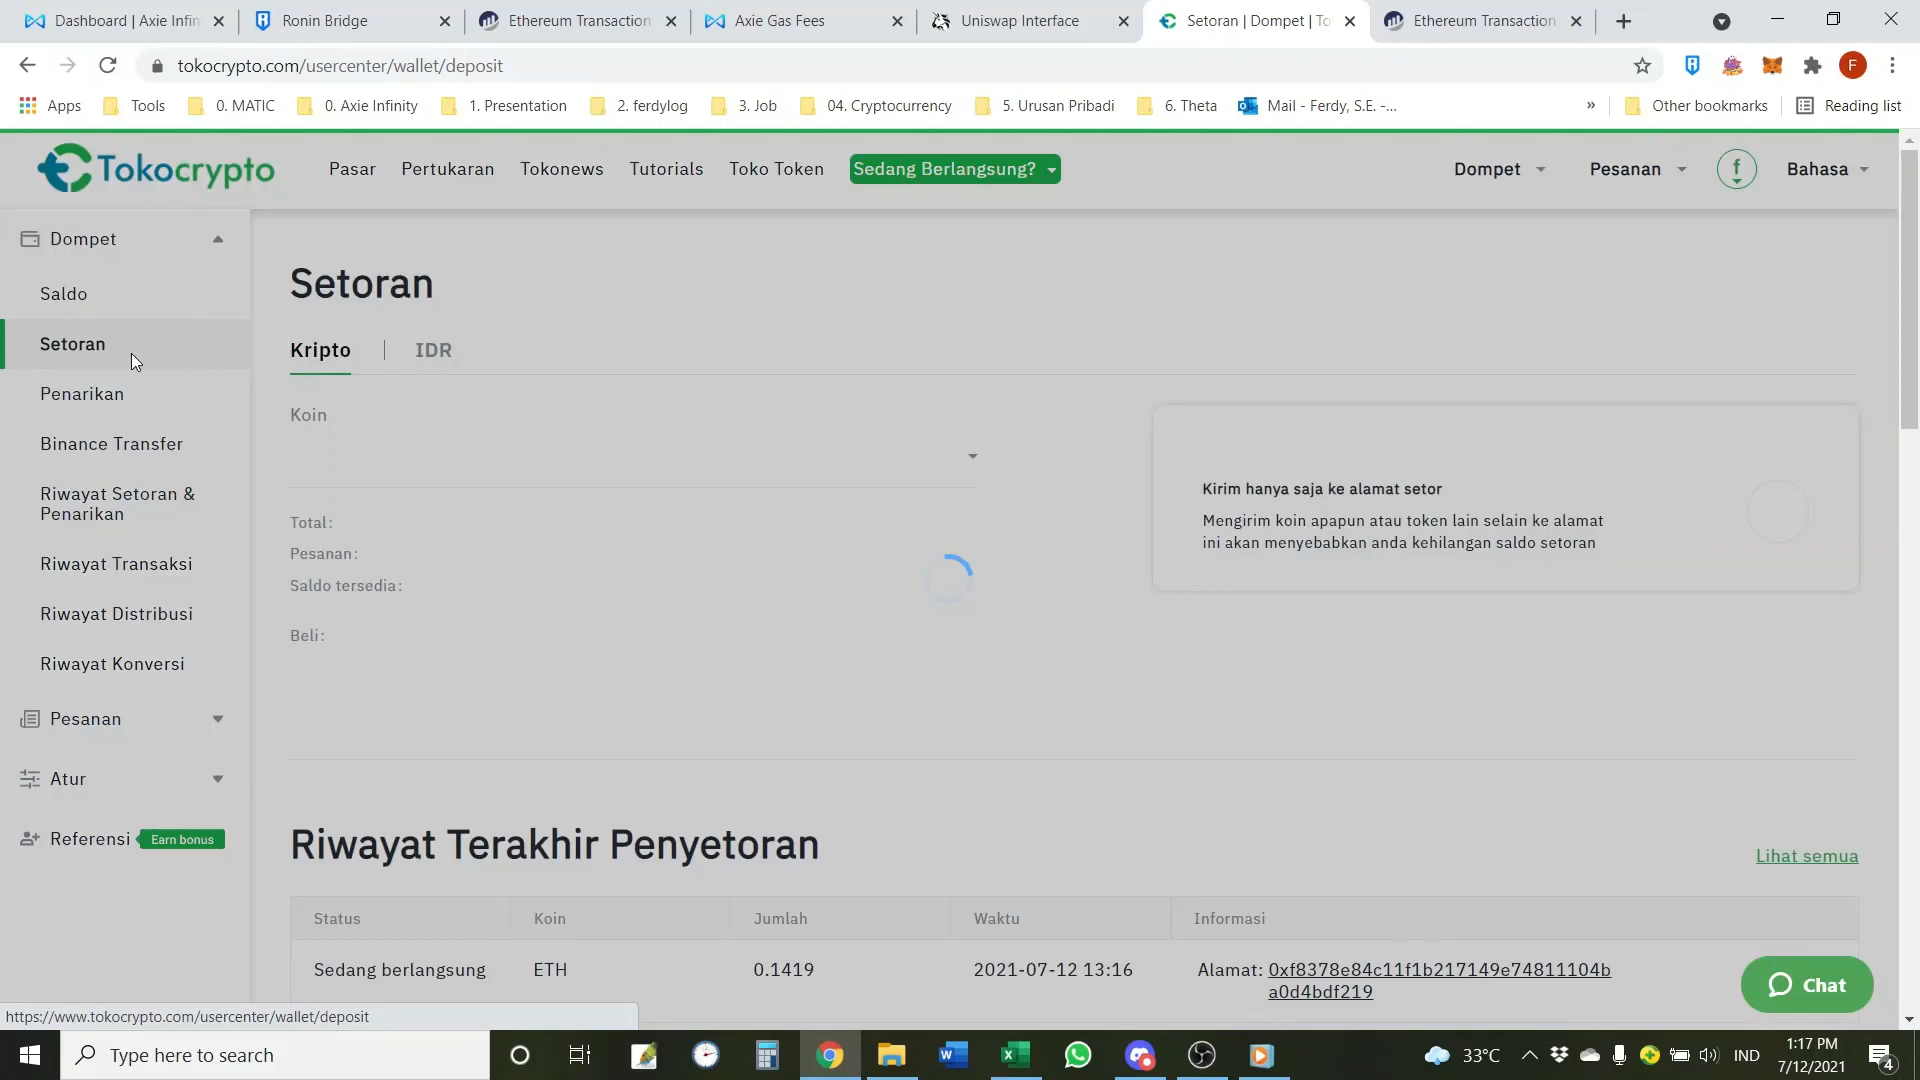 Dashboard | Axie Infin
Ronin Bridge
Ethereum Transaction
Axie Gas Fees
Uniswap Interface
Setoran | Dompet | To
Ethereum Transaction
tokocrypto.com/usercenter/wallet/deposit
F
Apps
Tools
0. MATIC
0. Axie Infinity
1. Presentation
2. ferdylog
3. Job
04. Cryptocurrency
5. Urusan Pribadi
6. Theta
Mail - Ferdy, S.E. -...
»
Other bookmarks
Reading list
Tokocrypto
Pasar
Pertukaran
Tokonews
Tutorials
Toko Token
Sedang Berlangsung?
Dompet
Pesanan
f
Bahasa
Dompet
Saldo
Setoran
Penarikan
Binance Transfer
Riwayat Setoran &
Penarikan
Riwayat Transaksi
Riwayat Distribusi
Riwayat Konversi
Pesanan
Atur
Referensi
Earn bonus
Setoran
Kripto | IDR
Koin
Total:
Pesanan:
Saldo tersedia:
Beli:
Kirim hanya saja ke alamat setor
Mengirim koin apapun atau token lain selain ke alamat
ini akan menyebabkan anda kehilangan saldo setoran
Riwayat Terakhir Penyetoran
Lihat semua
Status Koin Jumlah Waktu Informasi
Sedang berlangsung ETH 0.1419 2021-07-12 13:16 Alamat: 0xf8378e84c11f1b217149e74811104b
a0d4bdf219
Chat
https://www.tokocrypto.com/usercenter/wallet/deposit
Type here to search
33°C
IND
1:17 PM
7/12/2021
4